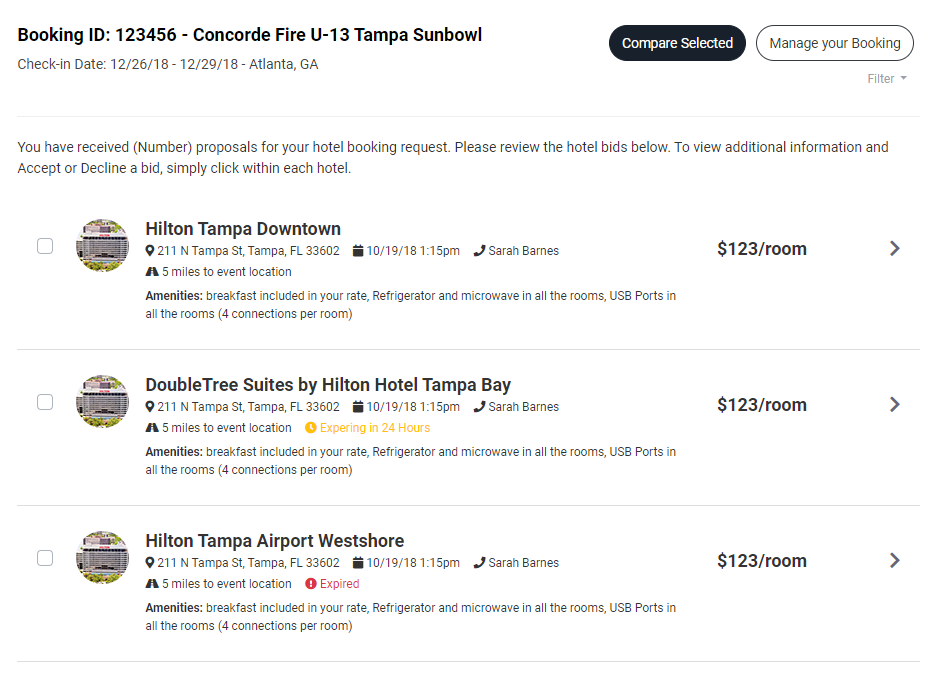 Booking ID: 123456 - Concorde Fire U-13 Tampa Sunbowl
Compare Selected
Manage your Booking
Check-in Date: 12/26/18 - 12/29/18 - Atlanta, GA
Filter
You have received (Number) proposals for your hotel booking request. Please review the hotel bids below. To view additional information and
Accept or Decline a bid, simply click within each hotel.
Hilton Tampa Downtown
211 N Tampa St, Tampa, FL 33602 10/19/18 1:15pm Sarah Barnes
$123/room
5 miles to event location
Amenities: breakfast included in your rate, Refrigerator and microwave in all the rooms, USB Ports in
all the rooms (4 connections per room)
DoubleTree Suites by Hilton Hotel Tampa Bay
211 N Tampa St, Tampa, FL 33602 10/19/18 1:15pm Sarah Barnes
$123/room
5 miles to event location Expering in 24 Hours
Amenities: breakfast included in your rate, Refrigerator and microwave in all the rooms, USB Ports in
all the rooms (4 connections per room)
Hilton Tampa Airport Westshore
211 N Tampa St, Tampa, FL 33602 10/19/18 1:15pm Sarah Barnes
$123/room
5 miles to event location Expired
Amenities: breakfast included in your rate, Refrigerator and microwave in all the rooms, USB Ports in
all the rooms (4 connections per room)